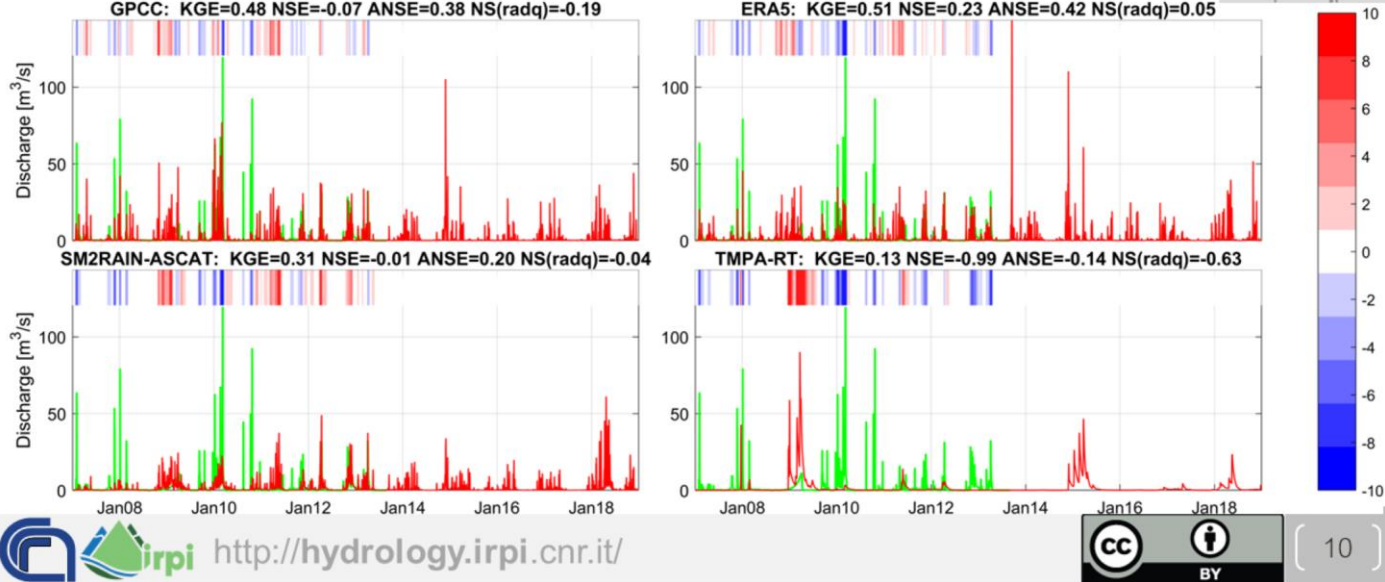 GPCC: KGE=0.48 NSE=-0.07 ANSE=0.38 NS(radq)=-0.19
ERA5: KGE=0.51 NSE=0.23 ANSE=0.42 NS(radq)=0.05
Discharge [m³/s]
100
50
0
100
50
0
SM2RAIN-ASCAT: KGE=0.31 NSE=-0.01 ANSE=0.20 NS(radq)=-0.04
TMPA-RT: KGE=0.13 NSE=-0.99 ANSE=-0.14 NS(radq)=-0.63
Discharge [m³/s]
100
50
0
100
50
0
Jan08 Jan10 Jan12 Jan14 Jan16 Jan18
Jan08 Jan10 Jan12 Jan14 Jan16 Jan18
10
8
6
4
2
0
-2
-4
-6
-8
-10
irpi
http://hydrology.irpi.cnr.it/
cc
BY
10